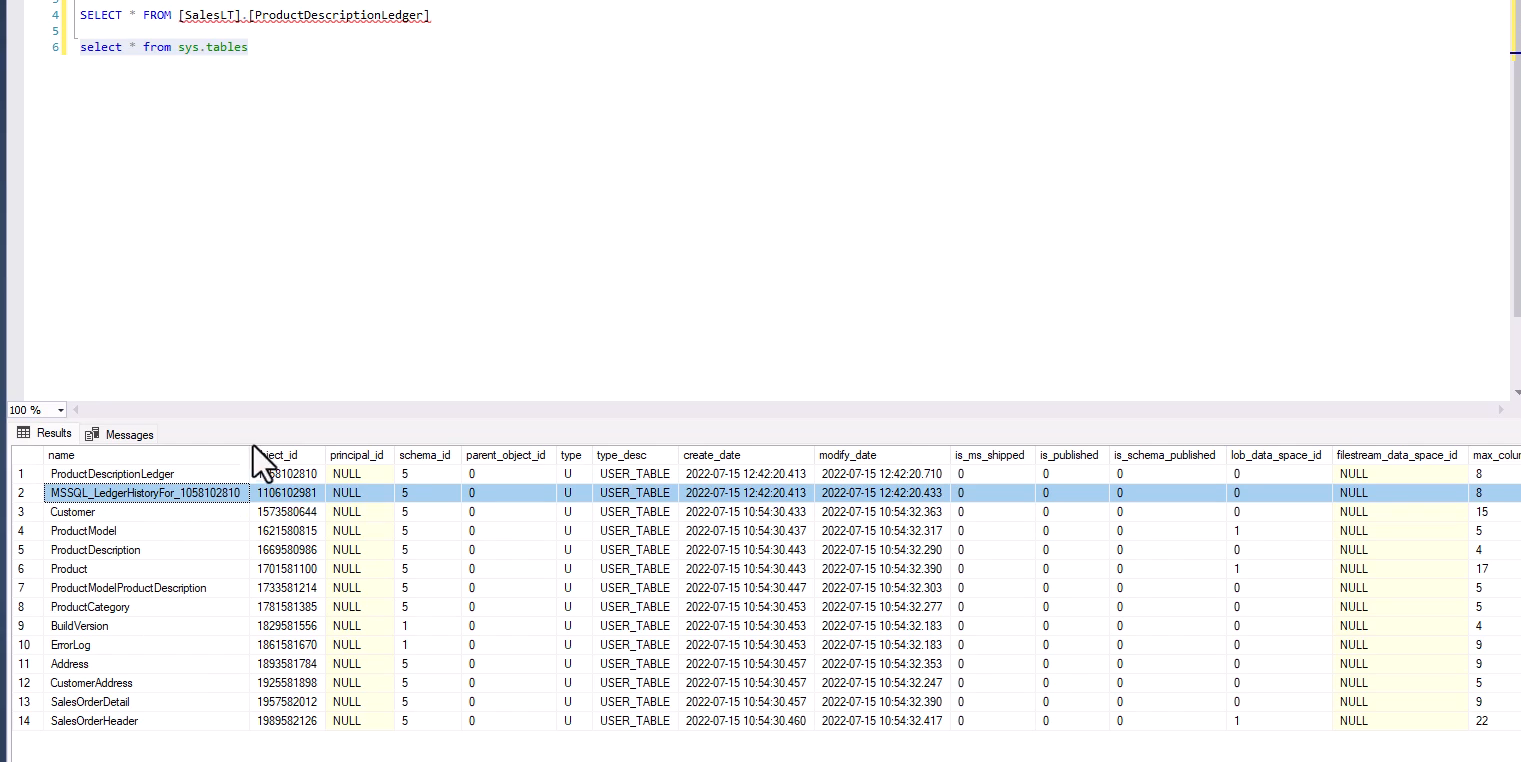 4 SELECT * FROM [SalesLT].[ProductDescriptionLedger]
5
6 select * from sys.tables
100 %
Results Messages
name ject_id principal_id schema_id parent_object_id type type_desc create_date modify_date is_ms_shipped is_published is_schema_published lob_data_space_id filestream_data_space_id max_colu
1 ProductDescriptionLedger 58102810 NULL 5 0 U USER_TABLE 2022-07-15 12:42:20.413 2022-07-15 12:42:20.710 0 0 0 0 NULL 8
2 MSSQL_LedgerHistoryFor_1058102810 1106102981 NULL 5 0 U USER_TABLE 2022-07-15 12:42:20.413 2022-07-15 12:42:20.433 0 0 0 0 NULL 8
3 Customer 1573580644 NULL 5 0 U USER_TABLE 2022-07-15 10:54:30.433 2022-07-15 10:54:32.363 0 0 0 0 NULL 15
4 ProductModel 1621580815 NULL 5 0 U USER_TABLE 2022-07-15 10:54:30.437 2022-07-15 10:54:32.317 0 0 0 1 NULL 5
5 ProductDescription 1669580986 NULL 5 0 U USER_TABLE 2022-07-15 10:54:30.443 2022-07-15 10:54:32.290 0 0 0 0 NULL 4
6 Product 1701581100 NULL 5 0 U USER_TABLE 2022-07-15 10:54:30.443 2022-07-15 10:54:32.390 0 0 0 1 NULL 17
7 ProductModelProductDescription 1733581214 NULL 5 0 U USER_TABLE 2022-07-15 10:54:30.447 2022-07-15 10:54:32.303 0 0 0 0 NULL 5
8 ProductCategory 1781581385 NULL 5 0 U USER_TABLE 2022-07-15 10:54:30.453 2022-07-15 10:54:32.277 0 0 0 0 NULL 5
9 BuildVersion 1829581556 NULL 1 0 U USER_TABLE 2022-07-15 10:54:30.453 2022-07-15 10:54:32.183 0 0 0 0 NULL 4
10 ErrorLog 1861581670 NULL 1 0 U USER_TABLE 2022-07-15 10:54:30.453 2022-07-15 10:54:32.183 0 0 0 0 NULL 9
11 Address 1893581784 NULL 5 0 U USER_TABLE 2022-07-15 10:54:30.457 2022-07-15 10:54:32.353 0 0 0 0 NULL 9
12 CustomerAddress 1925581898 NULL 5 0 U USER_TABLE 2022-07-15 10:54:30.457 2022-07-15 10:54:32.247 0 0 0 0 NULL 5
13 SalesOrderDetail 1957582012 NULL 5 0 U USER_TABLE 2022-07-15 10:54:30.457 2022-07-15 10:54:32.390 0 0 0 0 NULL 9
14 SalesOrderHeader 1989582126 NULL 5 0 U USER_TABLE 2022-07-15 10:54:30.460 2022-07-15 10:54:32.417 0 0 0 1 NULL 22